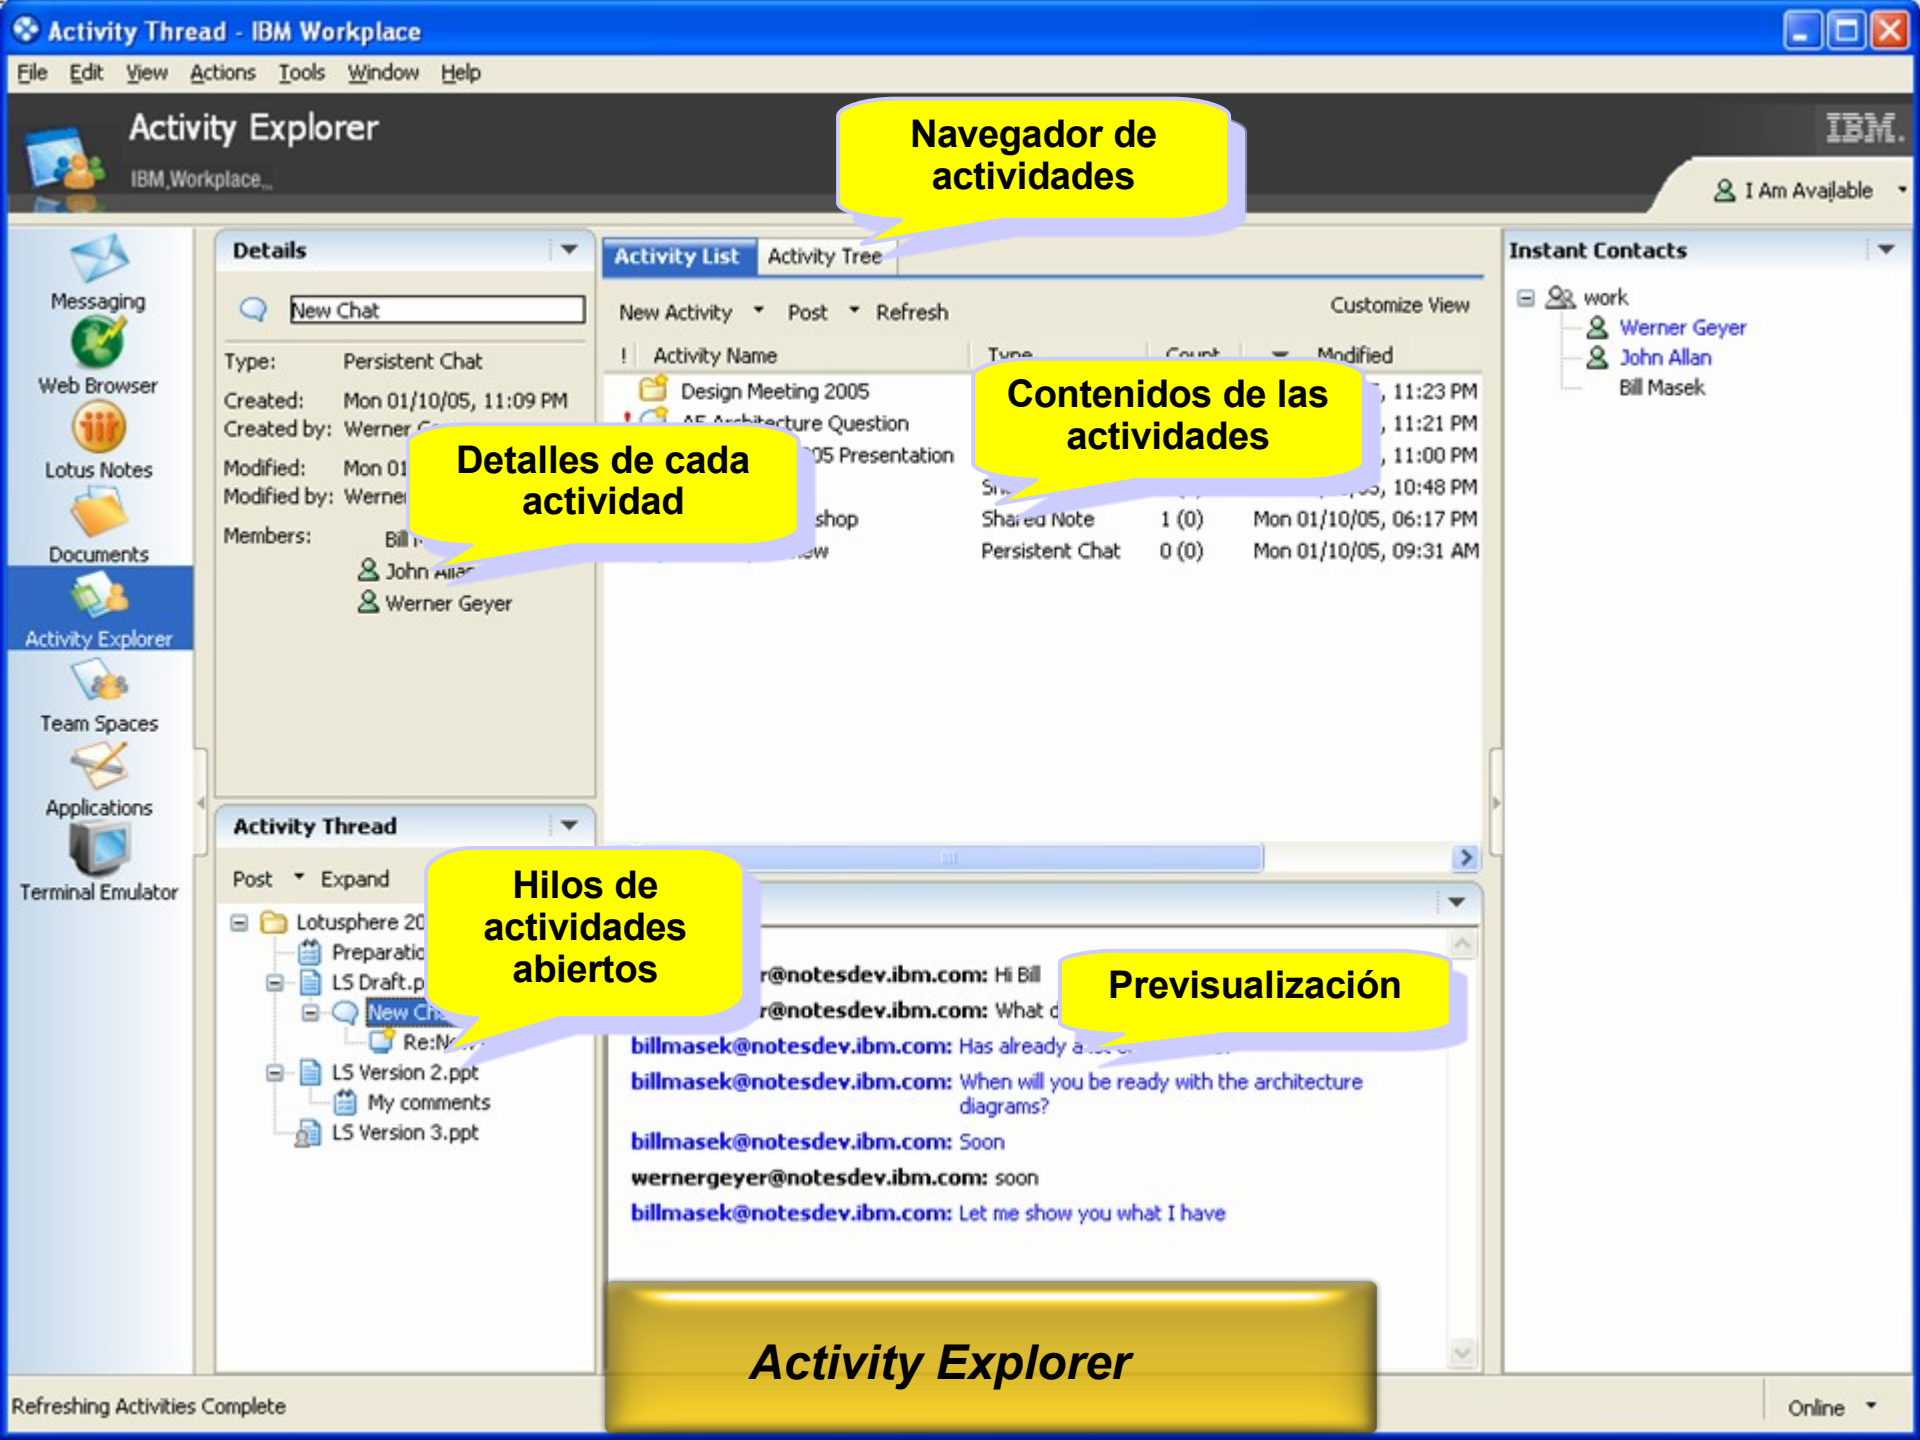 Activity Thread - IBM Workplace
File Edit View Actions Tools Window Help
Activity Explorer
IBM Workplace
IBM.
I Am Available
Navegador de
actividades
Messaging
Web Browser
Lotus Notes
Documents
Activity Explorer
Team Spaces
Applications
Terminal Emulator
Details
New Chat
Type: Persistent Chat
Created: Mon 01/10/05, 11:09 PM
Created by: Werner
Modified: Mon 01
Modified by: Werner
Members: Bill
John Allan
Werner Geyer
Detalles de cada
actividad
Activity List Activity Tree
New Activity Post Refresh Customize View
! Activity Name Type Count Modified
Design Meeting 2005 , 11:23 PM
! AE Architecture Question , 11:21 PM
05 Presentation , 11:00 PM
, 10:48 PM
shop Shared Note 1 (0) Mon 01/10/05, 06:17 PM
Persistent Chat 0 (0) Mon 01/10/05, 09:31 AM
Contenidos de las
actividades
Instant Contacts
work
Werner Geyer
John Allan
Bill Masek
Activity Thread
Post Expand
Lotusphere 20
Preparatio
LS Draft.p
New Ch
Re:N
LS Version 2.ppt
My comments
LS Version 3.ppt
Hilos de
actividades
abiertos
r@notesdev.ibm.com: Hi Bill
r@notesdev.ibm.com: What d
billmasek@notesdev.ibm.com: Has already a
billmasek@notesdev.ibm.com: When will you be ready with the architecture
diagrams?
billmasek@notesdev.ibm.com: Soon
wernergeyer@notesdev.ibm.com: soon
billmasek@notesdev.ibm.com: Let me show you what I have
Previsualización
Activity Explorer
Refreshing Activities Complete
Online